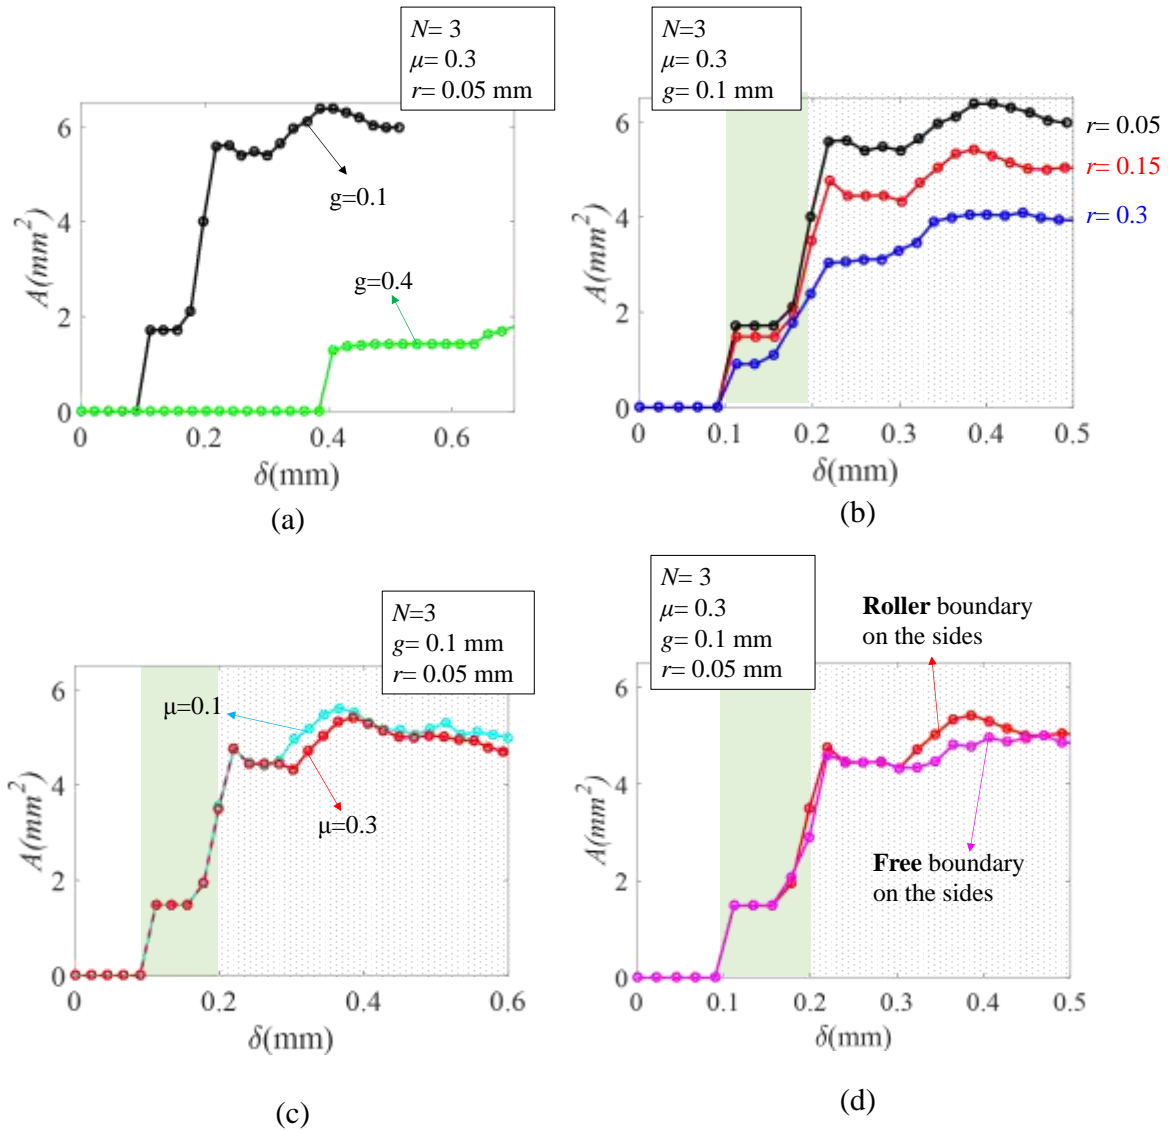 N= 3
μ= 0.3
r= 0.05 mm
6
4
2
0
A(mm²)
g=0.1
g=0.4
0
0.2
0.4
0.6
δ(mm)
(a)
N=3
μ= 0.3
g= 0.1 mm
6
4
2
0
A(mm²)
r= 0.05
r= 0.15
r= 0.3
0
0.1
0.2
0.3
0.4
0.5
δ(mm)
(b)
N=3
g= 0.1 mm
r= 0.05 mm
6
4
2
0
A(mm²)
μ=0.1
μ=0.3
0
0.2
0.4
0.6
δ(mm)
(c)
N= 3
μ= 0.3
g= 0.1 mm
r= 0.05 mm
Roller boundary
on the sides
6
4
2
0
A(mm²)
Free boundary
on the sides
0
0.1
0.2
0.3
0.4
0.5
δ(mm)
(d)